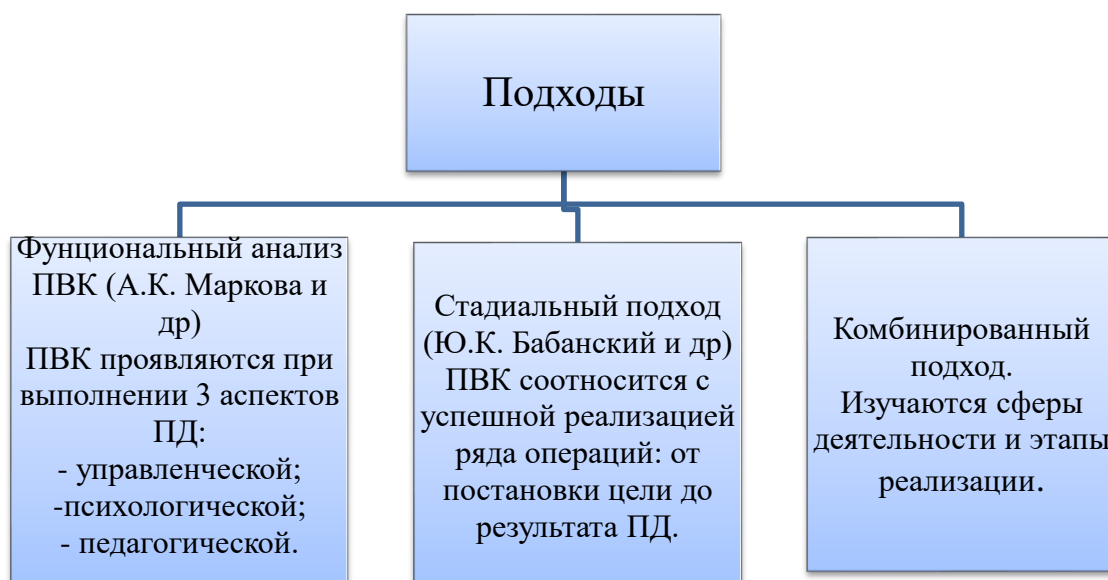 Подходы
Фунциональный анализ
ПВК (А.К. Маркова и
др)
ПВК проявляются при
выполнении 3 аспектов
ПД:
- управленческой;
-психологической;
- педагогической.
Стадиальный подход
(Ю.К. Бабанский и др)
ПВК соотносится с
успешной реализацией
ряда операций: от
постановки цели до
результата ПД.
Комбинированный
подход.
Изучаются сферы
деятельности и этапы
реализации.